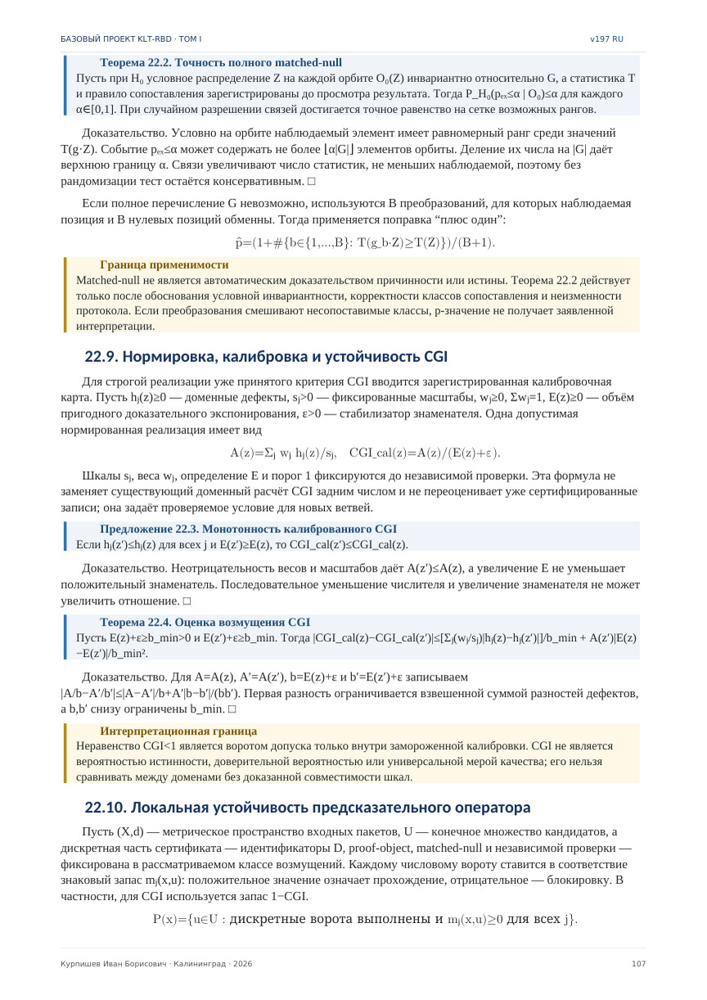 БАЗОВЫЙ ПРОЕКТ KLT-RBD · ТОМ I
v197 RU
Теорема 22.2. Точность полного matched-null
Пусть при H₀ условное распределение Z на каждой орбите O₀(Z) инвариантно относительно G, а статистика T
и правило сопоставления зарегистрированы до просмотра результата. Тогда P_H₀(pₑₓ≤α | O₀)≤α для каждого
α∈[0,1]. При случайном разрешении связей достигается точное равенство на сетке возможных рангов.
Доказательство. Условно на орбите наблюдаемый элемент имеет равномерный ранг среди значений
T(g·Z). Событие pₑₓ≤α может содержать не более ⌊α|G|⌋ элементов орбиты. Деление их числа на |G| даёт
верхнюю границу α. Связи увеличивают число статистик, не меньших наблюдаемой, поэтому без
рандомизации тест остаётся консервативным. □
Если полное перечисление G невозможно, используются B преобразований, для которых наблюдаемая
позиция и B нулевых позиций обменны. Тогда применяется поправка “плюс один”:
p̂=(1+#{b∈{1,…,B}: T(g_b·Z)≥T(Z)})/(B+1).
Граница применимости
Matched-null не является автоматическим доказательством причинности или истины. Теорема 22.2 действует
только после обоснования условной инвариантности, корректности классов сопоставления и неизменности
протокола. Если преобразования смешивают несопоставимые классы, p-значение не получает заявленной
интерпретации.
22.9. Нормировка, калибровка и устойчивость CGI
Для строгой реализации уже принятого критерия CGI вводится зарегистрированная калибровочная
карта. Пусть hⱼ(z)≥0 — доменные дефекты, sⱼ>0 — фиксированные масштабы, wⱼ≥0, Σwⱼ=1, E(z)≥0 — объём
пригодного доказательного экспонирования, ε>0 — стабилизатор знаменателя. Одна допустимая
нормированная реализация имеет вид
A(z)=Σⱼ wⱼ hⱼ(z)/sⱼ, CGI_cal(z)=A(z)/(E(z)+ε).
Шкалы sⱼ, веса wⱼ, определение E и порог 1 фиксируются до независимой проверки. Эта формула не
заменяет существующий доменный расчёт CGI задним числом и не переоценивает уже сертифицированные
записи; она задаёт проверяемое условие для новых ветвей.
Предложение 22.3. Монотонность калиброванного CGI
Если hⱼ(z′)≤hⱼ(z) для всех j и E(z′)≥E(z), то CGI_cal(z′)≤CGI_cal(z).
Доказательство. Неотрицательность весов и масштабов даёт A(z′)≤A(z), а увеличение E не уменьшает
положительный знаменатель. Последовательное уменьшение числителя и увеличение знаменателя не может
увеличить отношение. □
Теорема 22.4. Оценка возмущения CGI
Пусть E(z)+ε≥b_min>0 и E(z′)+ε≥b_min. Тогда |CGI_cal(z)−CGI_cal(z′)|≤[Σⱼ(wⱼ/sⱼ)|hⱼ(z)−hⱼ(z′)|]/b_min + A(z′)|E(z)
−E(z′)|/b_min².
Доказательство. Для A=A(z), A′=A(z′), b=E(z)+ε и b′=E(z′)+ε записываем
|A/b−A′/b′|≤|A−A′|/b+A′|b−b′|/(bb′). Первая разность ограничивается взвешенной суммой разностей дефектов,
а b,b′ снизу ограничены b_min. □
Интерпретационная граница
Неравенство CGI<1 является воротом допуска только внутри замороженной калибровки. CGI не является
вероятностью истинности, доверительной вероятностью или универсальной мерой качества; его нельзя
сравнивать между доменами без доказанной совместимости шкал.
22.10. Локальная устойчивость предсказательного оператора
Пусть (X,d) — метрическое пространство входных пакетов, U — конечное множество кандидатов, а
дискретная часть сертификата — идентификаторы D, proof-object, matched-null и независимой проверки —
фиксирована в рассматриваемом классе возмущений. Каждому числовому вороту ставится в соответствие
знаковый запас mⱼ(x,u): положительное значение означает прохождение, отрицательное — блокировку. В
частности, для CGI используется запас 1−CGI.
P(x)={u∈U : дискретные ворота выполнены и mⱼ(x,u)≥0 для всех j}.
Курпишев Иван Борисович · Калининград · 2026
107